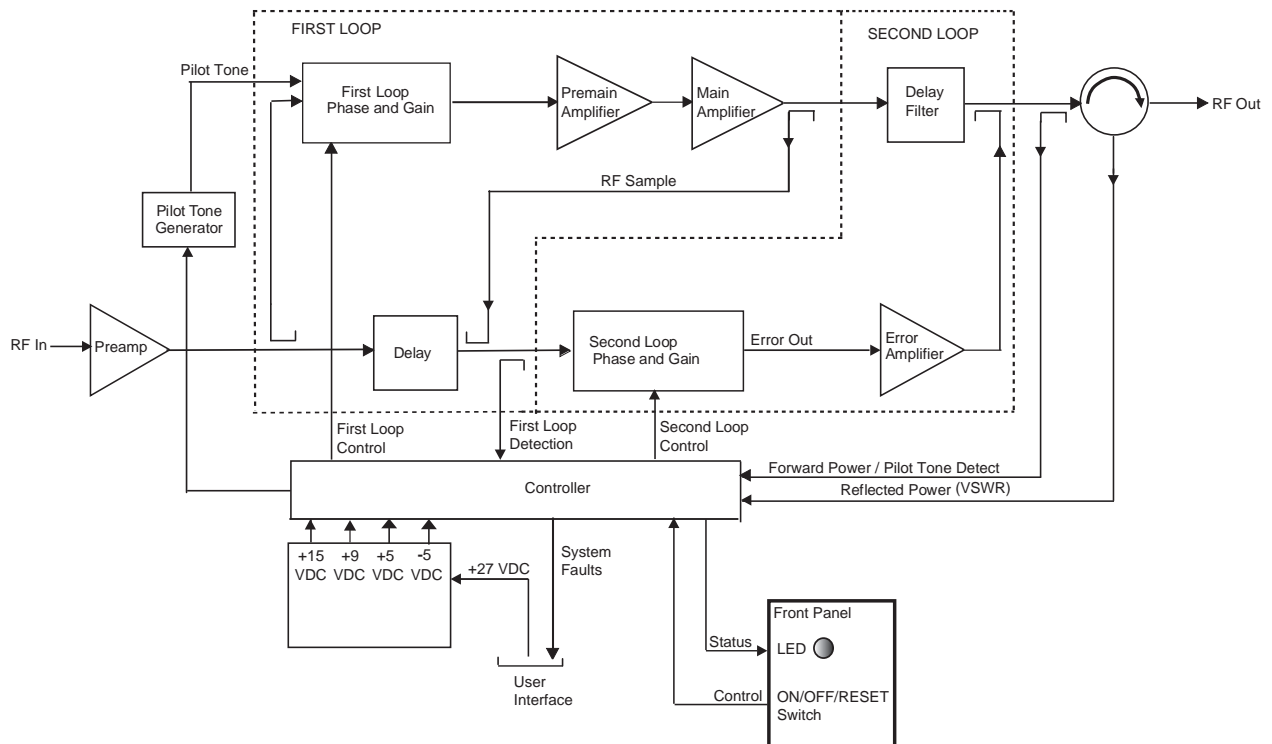 FIRST LOOP
SECOND LOOP
Pilot Tone
First Loop
Phase and Gain
Premain
Amplifier
Main
Amplifier
Delay
Filter
RF Out
RF Sample
Pilot Tone
Generator
RF In
Preamp
Delay
Second Loop
Phase and Gain
Error Out
Error
Amplifier
First Loop
Control
First Loop
Detection
Second Loop
Control
Controller
Forward Power / Pilot Tone Detect
Reflected Power (VSWR)
+15
VDC
+9
VDC
+5
VDC
-5
VDC
+27 VDC
System
Faults
User
Interface
Front Panel
Status
LED
Control
ON/OFF/RESET
Switch